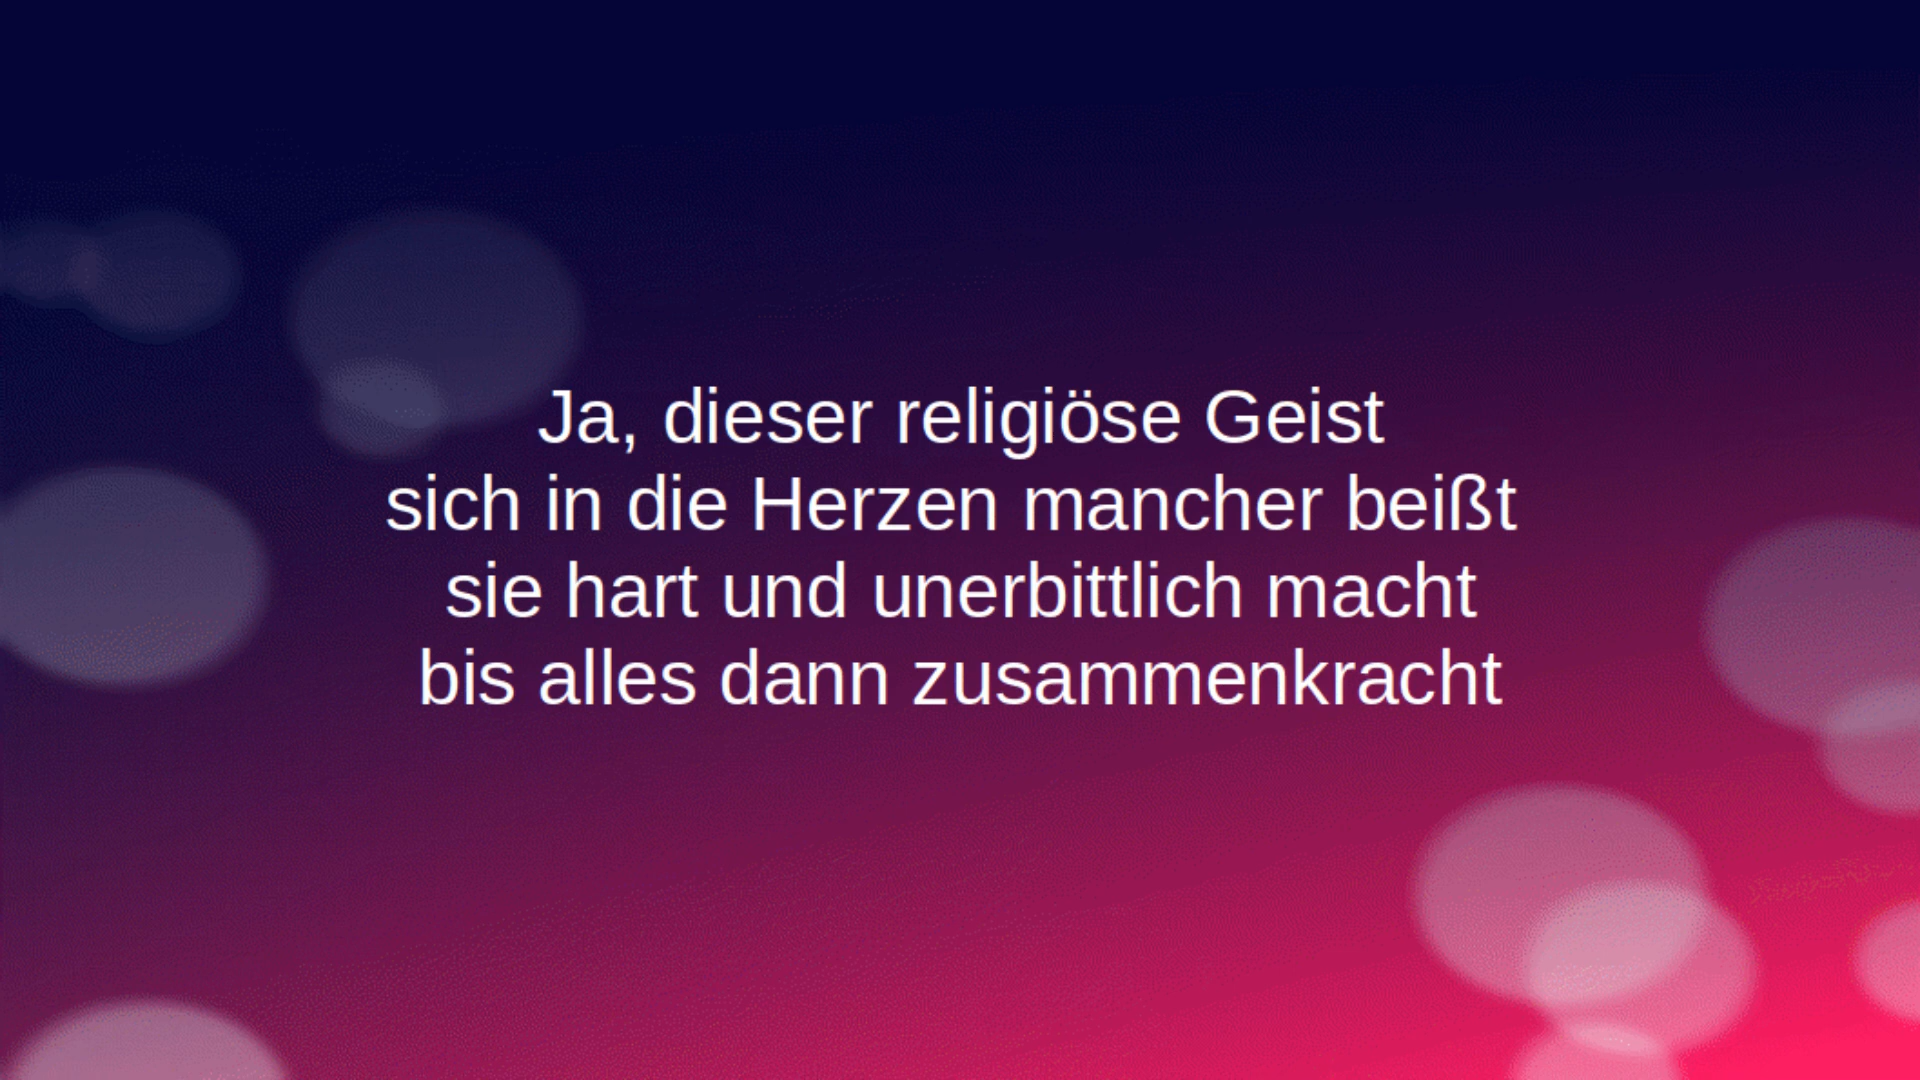 Ja, dieser religiöse Geist
sich in die Herzen mancher beißt
sie hart und unerbittlich macht
bis alles dann zusammenkracht